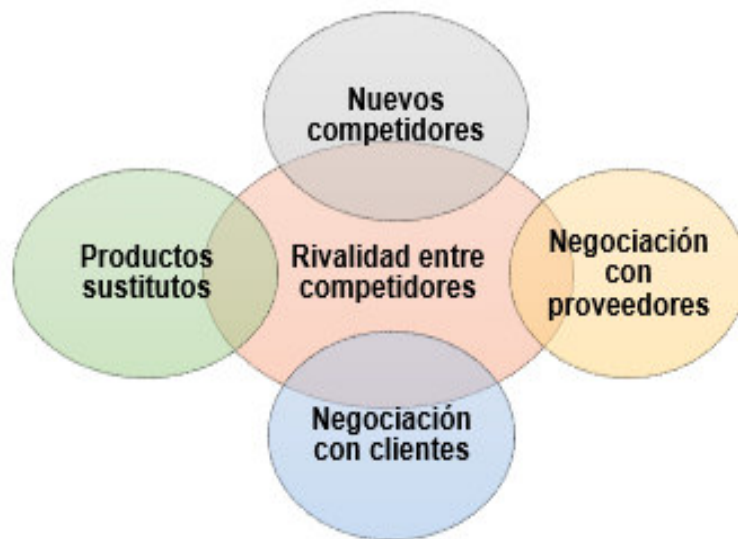 Nuevos
competidores
Productos
sustitutos
Rivalidad entre
competidores
Negociación
con
proveedores
Negociación
con clientes